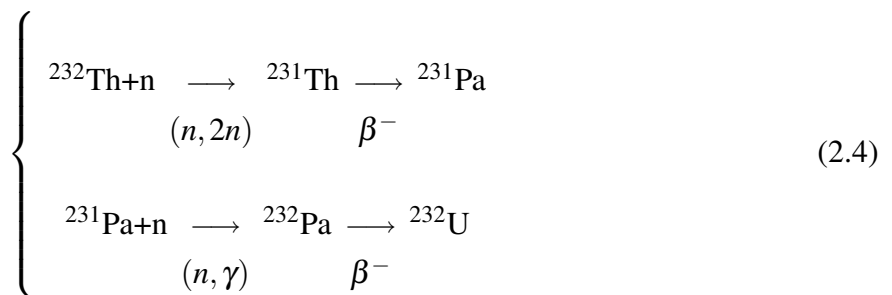 ²³²Th+n ⟶ ²³¹Th ⟶ ²³¹Pa
(n,2n) β⁻
(2.4)
²³¹Pa+n ⟶ ²³²Pa ⟶ ²³²U
(n,γ) β⁻